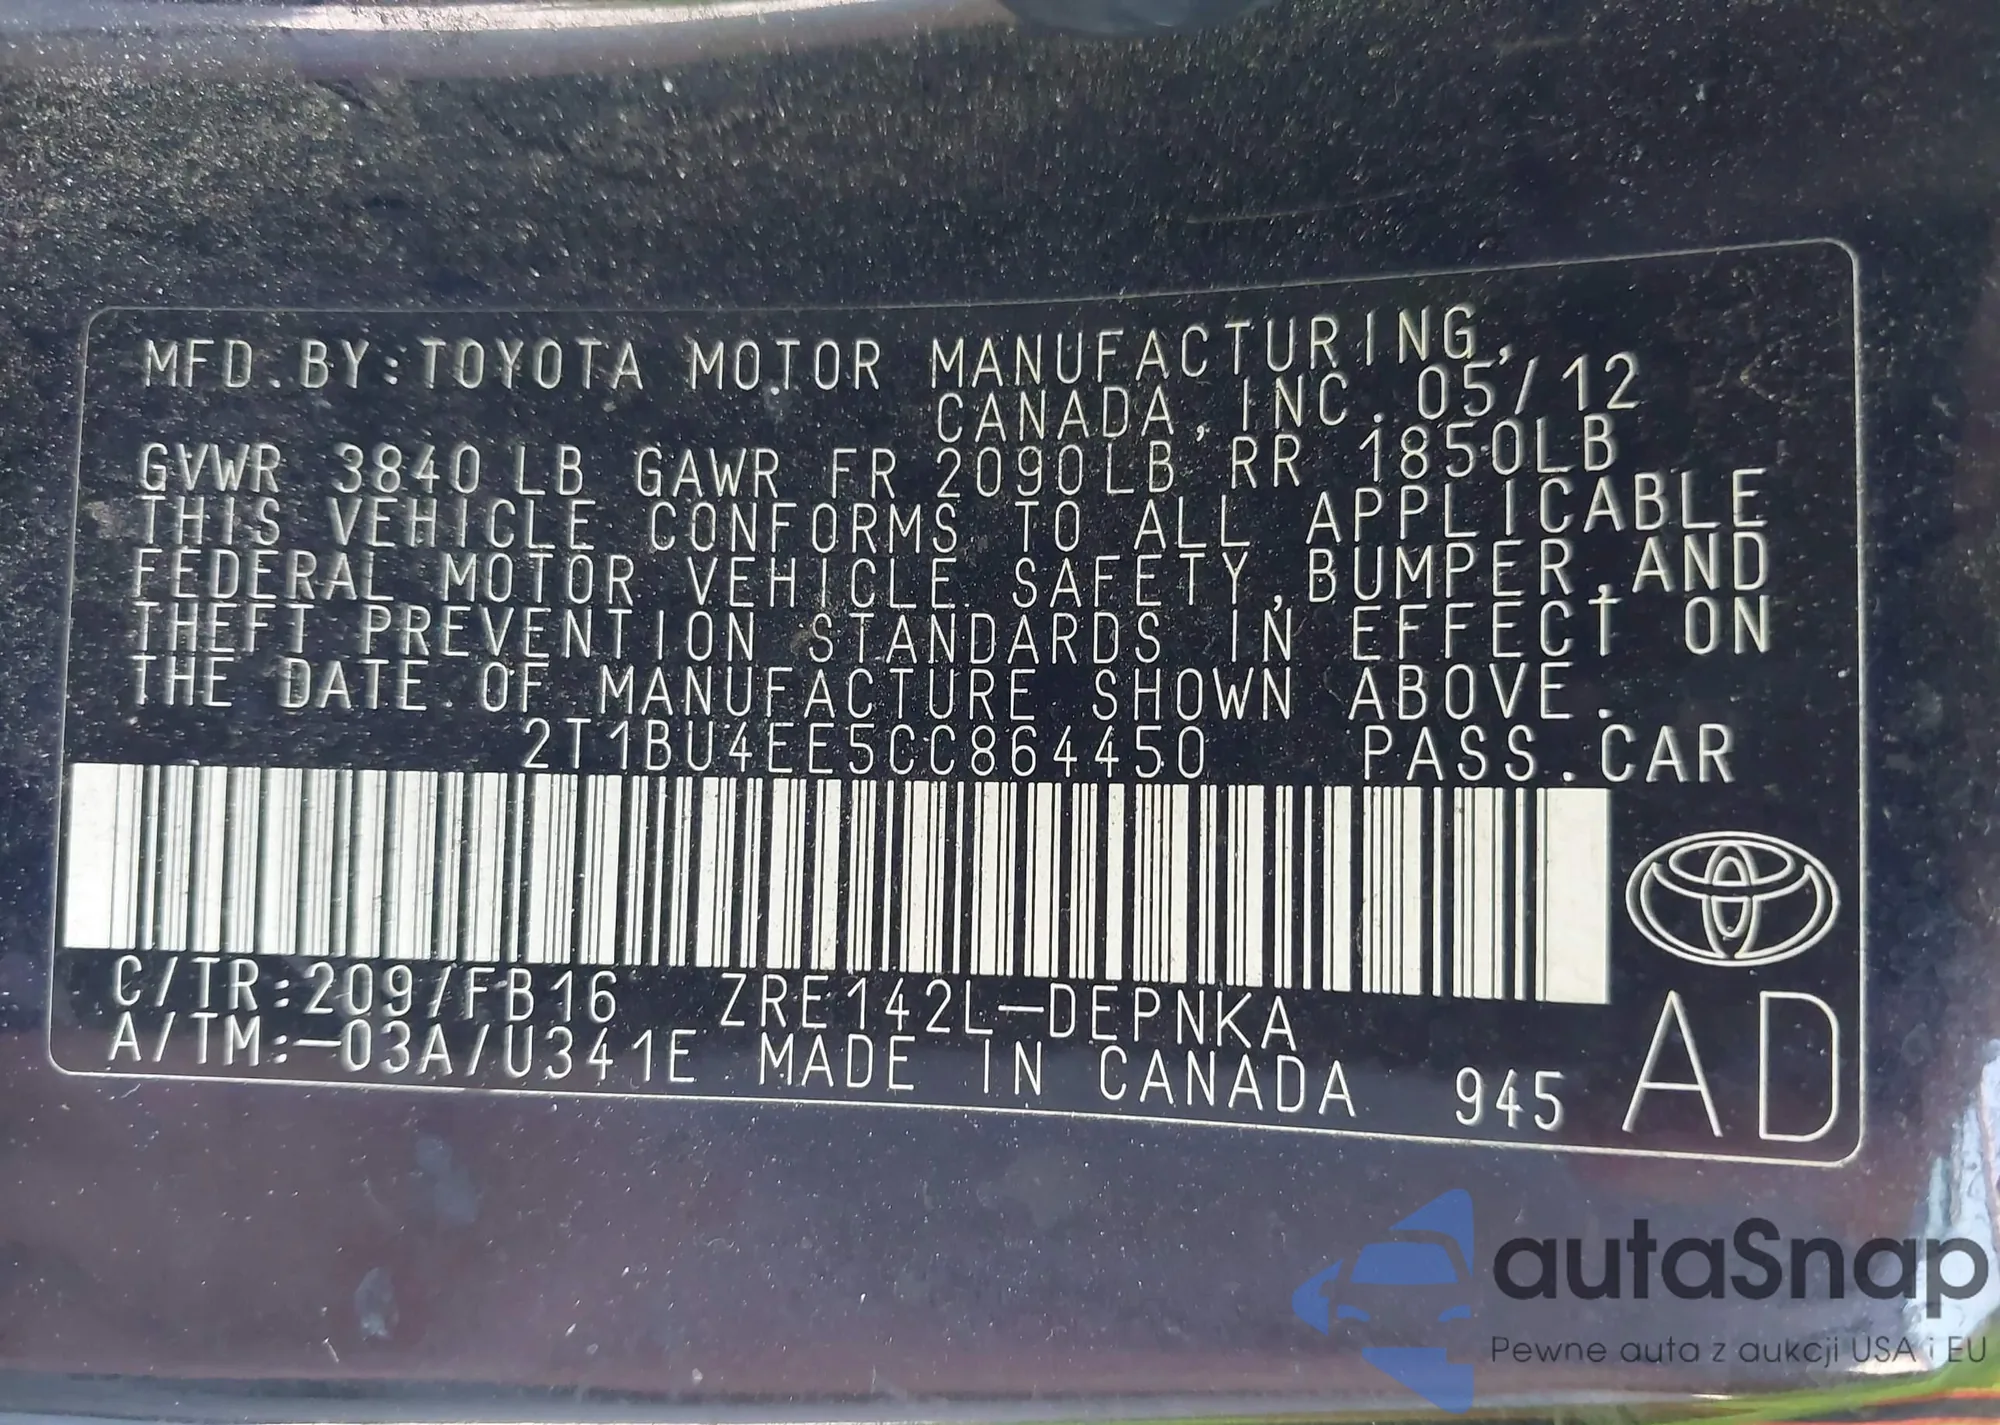 MFD.BY:TOYOTA MOTOR MANUFACTURING,
CANADA,INC.05/12
GVWR 3840LB GAWR FR 2090LB RR 1850LB
THIS VEHICLE CONFORMS TO ALL APPLICABLE
FEDERAL MOTOR VEHICLE SAFETY,BUMPER,AND
THEFT PREVENTION STANDARDS IN EFFECT ON
THE DATE OF MANUFACTURE SHOWN ABOVE.
2T1BU4EE5CC864450 PASS.CAR
C/TR:209/FB16 ZRE142L-DEPNKA
A/TM:-03A/U341E MADE IN CANADA 945 AD
autaSnap
Pewne auta z aukcji USA i EU